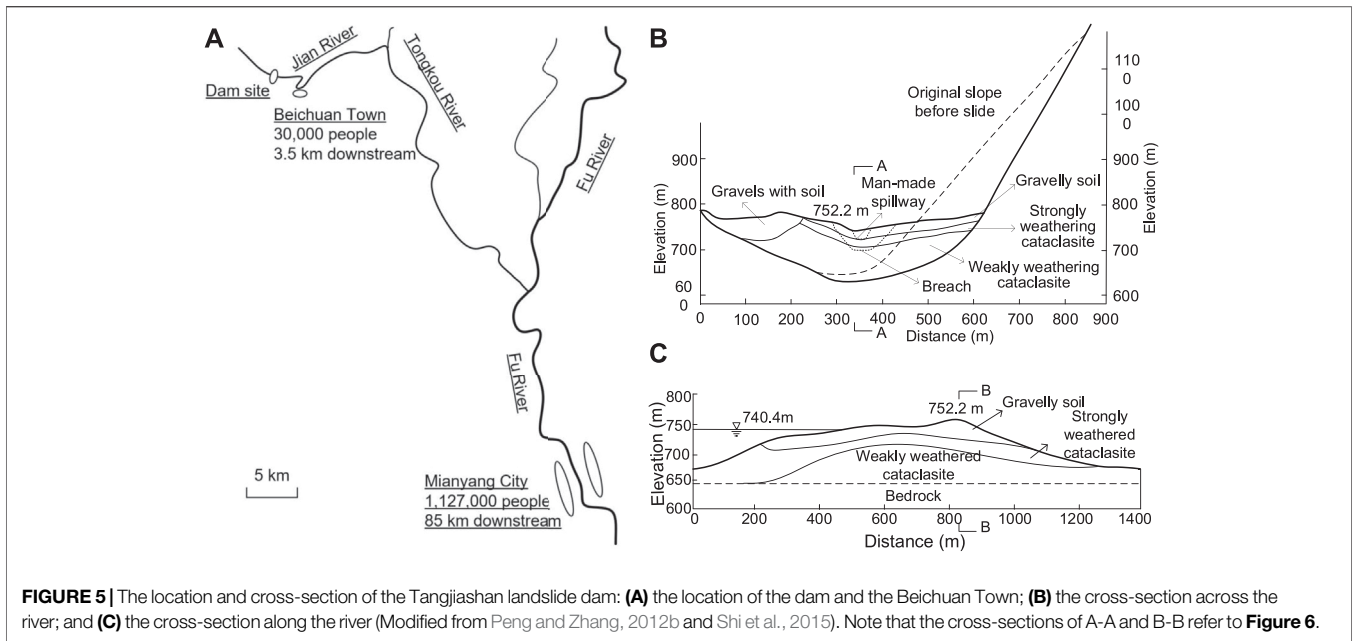 A
Jian River
Tongkou River
Dam site
Beichuan Town
30,000 people
3.5 km downstream
Fu River
Fu River
5 km
Mianyang City
1,127,000 people
85 km downstream
B
Original slope
before slide
110
0
100
0
900
800
700
600
Elevation (m)
900
800
700
60
0
Elevation (m)
A
Gravels with soil
Man-made
spillway
752.2 m
Gravelly soil
Strongly
weathering
cataclasite
Weakly weathering
cataclasite
Breach
0 100 200 300 400 500 600 700 800 900
A
Distance (m)
C
800
750
700
650
600
Elevation (m)
740.4m
752.2 m
B
Gravelly soil
Strongly
weathered
cataclasite
Weakly weathered
cataclasite
Bedrock
0 200 400 600 800 1000 1200 1400
B
Distance (m)
FIGURE 5 | The location and cross-section of the Tangjiashan landslide dam: (A) the location of the dam and the Beichuan Town; (B) the cross-section across the
river; and (C) the cross-section along the river (Modified from Peng and Zhang, 2012b and Shi et al., 2015). Note that the cross-sections of A-A and B-B refer to Figure 6.